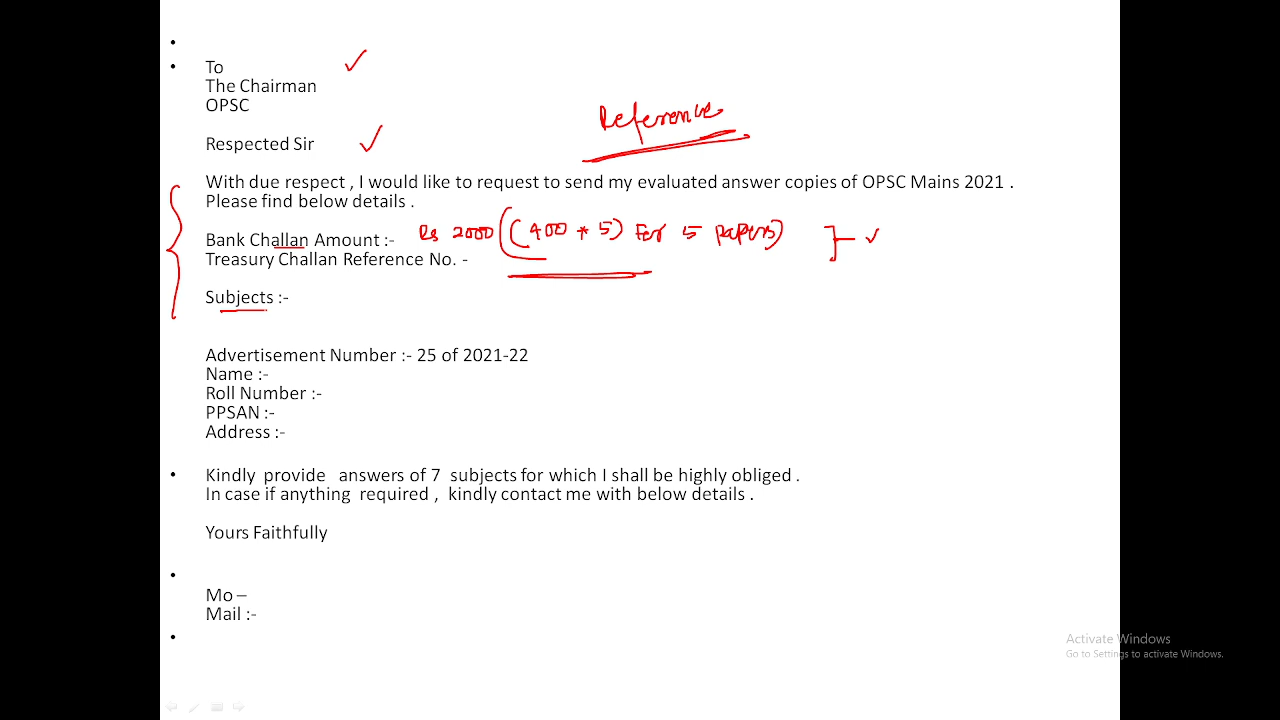 To
The Chairman
OPSC
Reference
Respected Sir
With due respect , I would like to request to send my evaluated answer copies of OPSC Mains 2021 .
Please find below details .
Bank Challan Amount :- Rs 2000 ((400 * 5) For 5 papers)
Treasury Challan Reference No. -
Subjects :-
Advertisement Number :- 25 of 2021-22
Name :-
Roll Number :-
PPSAN :-
Address :-
Kindly provide answers of 7 subjects for which I shall be highly obliged .
In case if anything required , kindly contact me with below details .
Yours Faithfully
Mo –
Mail :-
Activate Windows
Go to Settings to activate Windows.